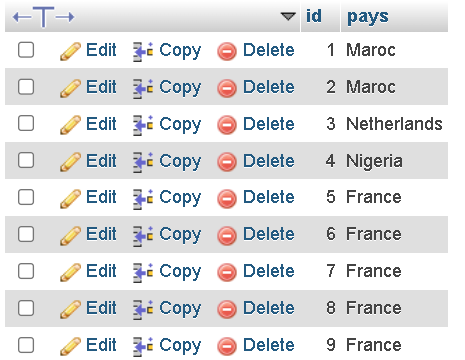 id pays
Edit Copy Delete 1 Maroc
Edit Copy Delete 2 Maroc
Edit Copy Delete 3 Netherlands
Edit Copy Delete 4 Nigeria
Edit Copy Delete 5 France
Edit Copy Delete 6 France
Edit Copy Delete 7 France
Edit Copy Delete 8 France
Edit Copy Delete 9 France